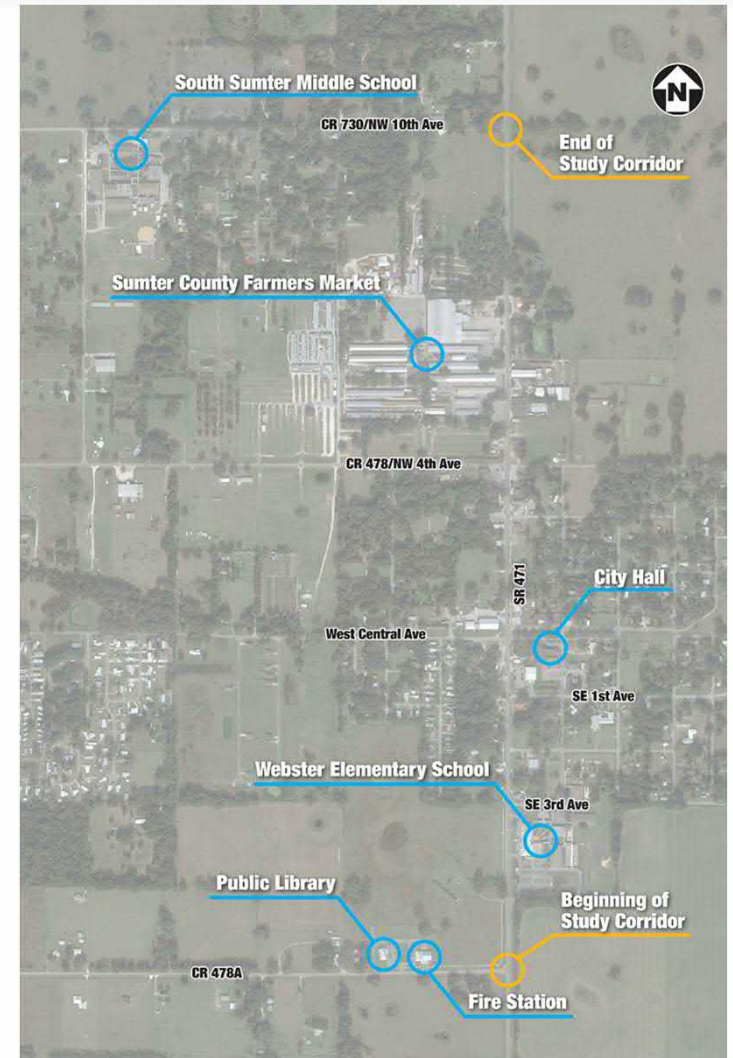 South Sumter Middle School
N
CR 730/NW 10th Ave
End of
Study Corridor
Sumter County Farmers Market
CR 478/NW 4th Ave
SR 471
City Hall
West Central Ave
SE 1st Ave
Webster Elementary School
SE 3rd Ave
Public Library
Beginning of
Study Corridor
CR 478A
Fire Station